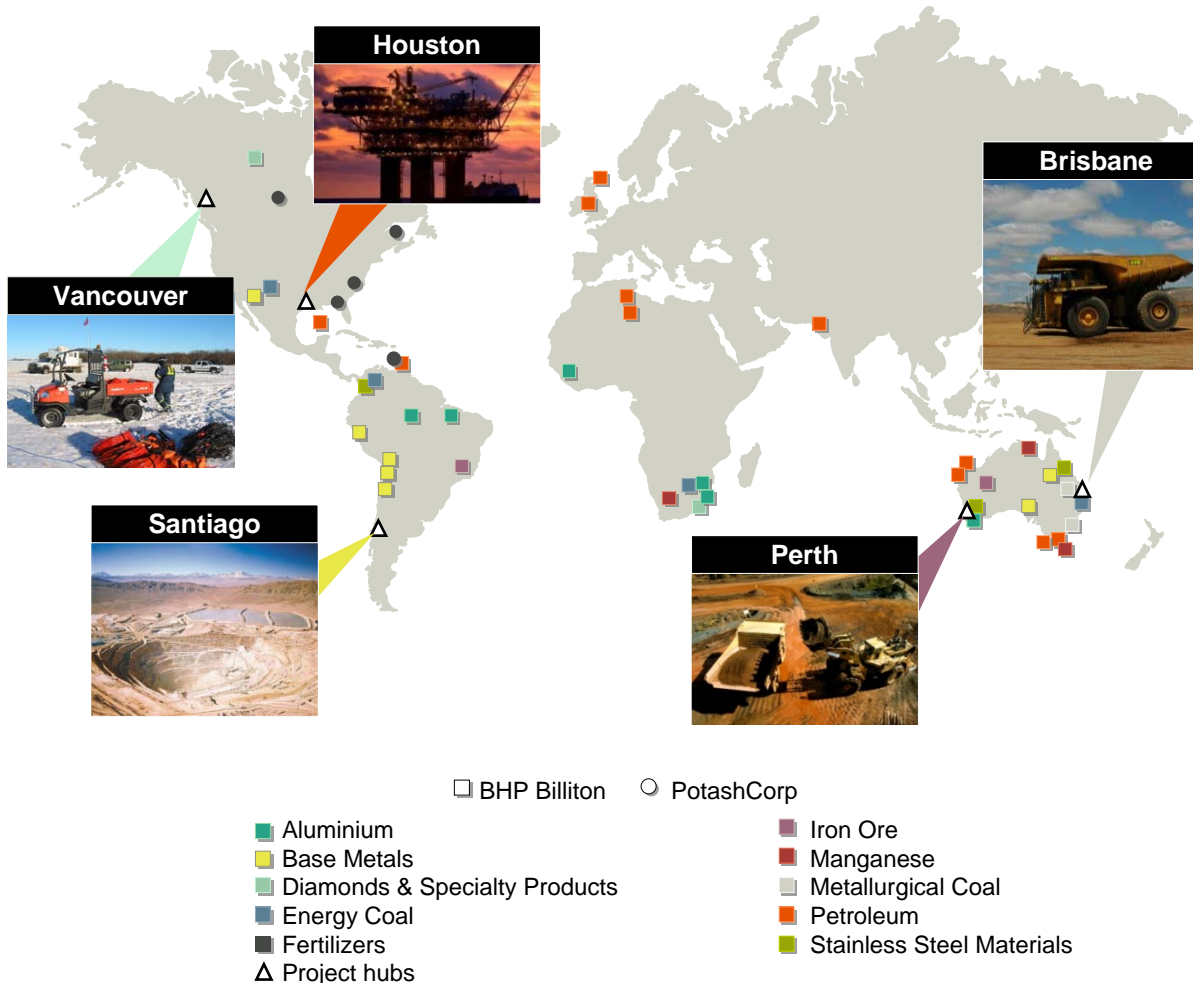 Houston
Brisbane
Vancouver
Santiago
Perth
BHP Billiton
PotashCorp
Aluminium
Base Metals
Diamonds & Specialty Products
Energy Coal
Fertilizers
Project hubs
Iron Ore
Manganese
Metallurgical Coal
Petroleum
Stainless Steel Materials